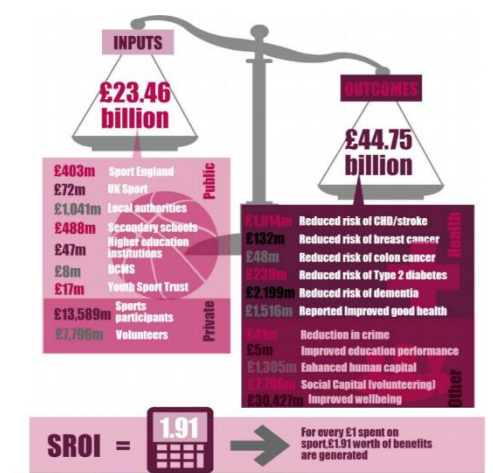 INPUTS
£23.46
billion
OUTCOMES
£44.75
billion
£403m Sport England
£72m UK Sport
£1,041m Local authorities
£488m Secondary schools
£47m Higher education
institutions
£8m DCMS
£17m Youth Sport Trust
Public
£13,589m Sports
participants
£7,796m Volunteers
Private
£1,014m Reduced risk of CHD/stroke
£132m Reduced risk of breast cancer
£48m Reduced risk of colon cancer
£239m Reduced risk of Type 2 diabetes
£2,199m Reduced risk of dementia
£1,516m Reported Improved good health
Health
£41m Reduction in crime
£5m Improved education performance
£1,305m Enhanced human capital
£7,796m Social Capital (volunteering)
£30,427m Improved wellbeing
Other
SROI = 1.91
For every £1 spent on
sport,£1.91 worth of benefits
are generated